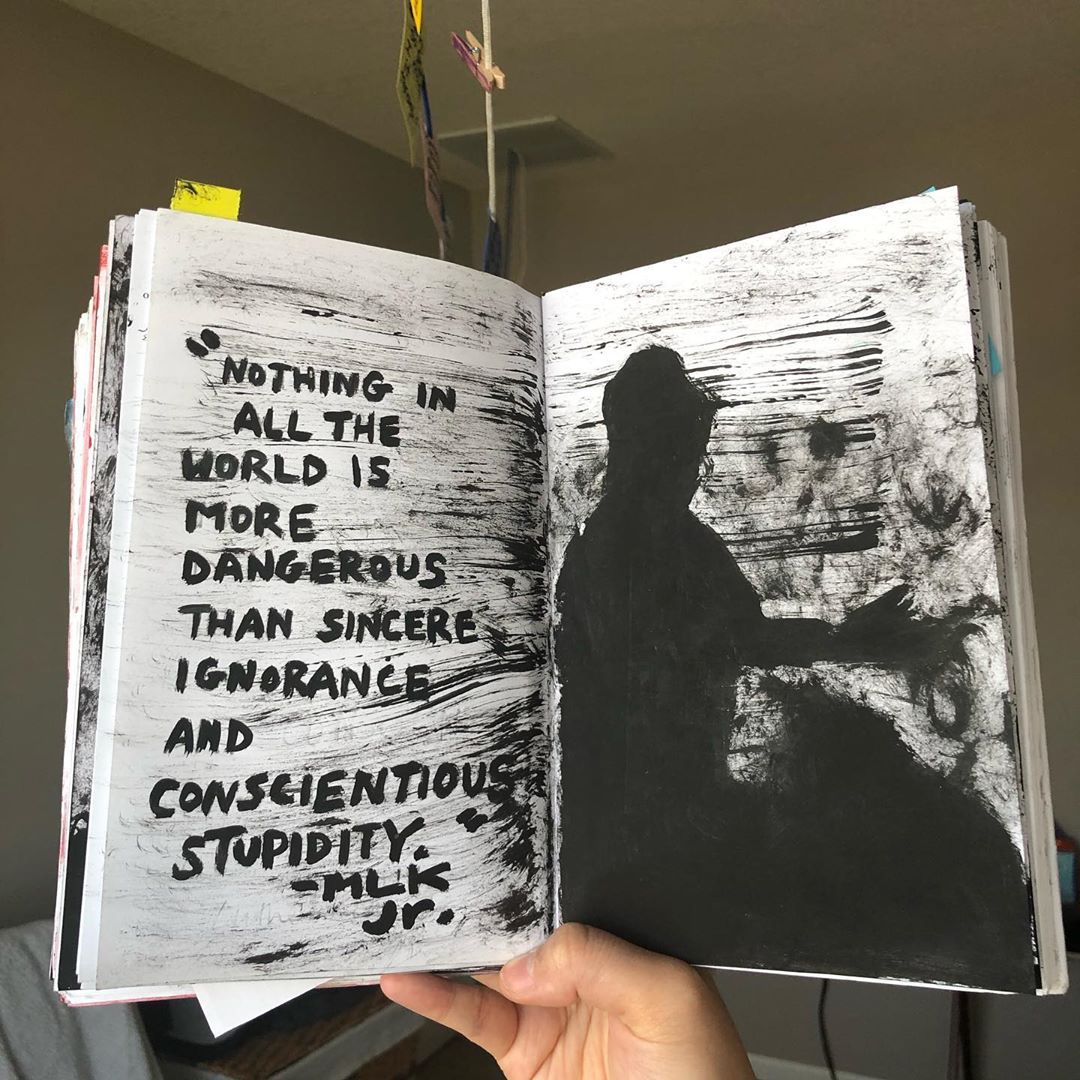 "NOTHING IN
ALL THE
WORLD IS
MORE
DANGEROUS
THAN SINCERE
IGNORANCE
AND
CONSCIENTIOUS
STUPIDITY."
-MLK
Jr.